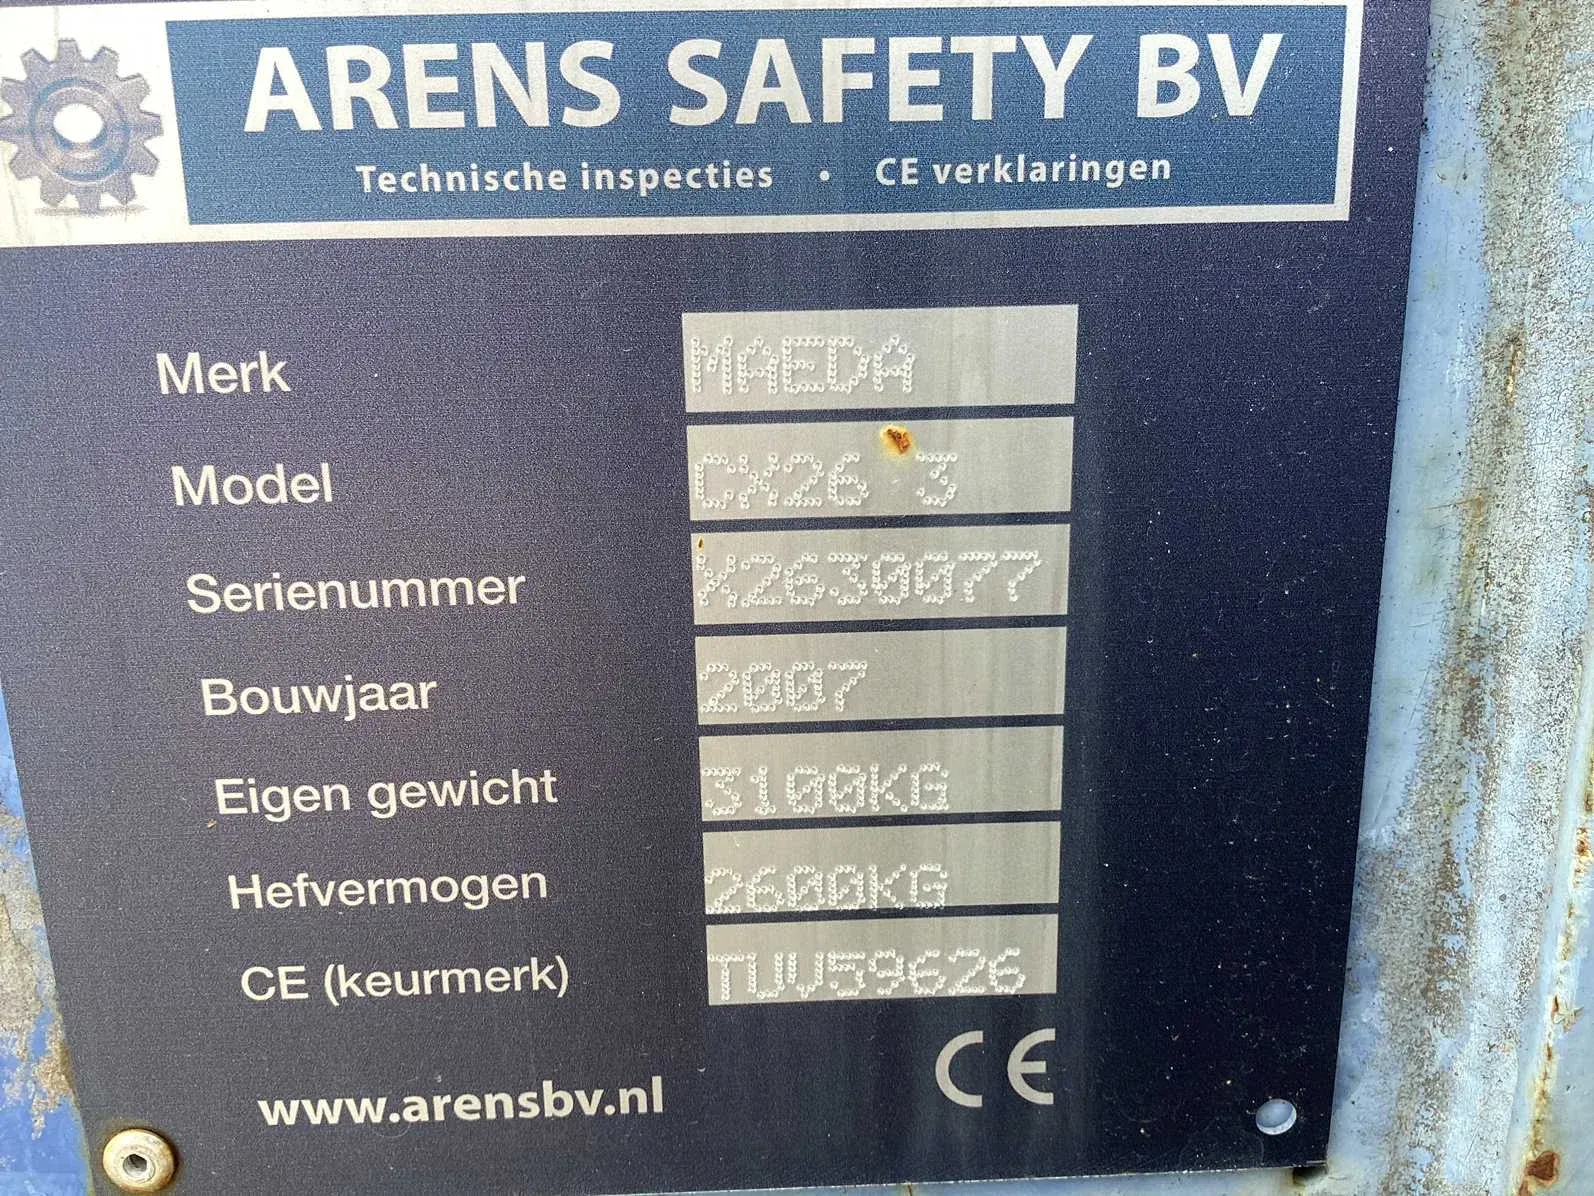 ARENS SAFETY BV
Technische inspecties • CE verklaringen
Merk MAEDA
Model CX26 3
Serienummer X2630077
Bouwjaar 2007
Eigen gewicht 3100KG
Hefvermogen 2600KG
CE (keurmerk) TUV59626
www.arensbv.nl
CE